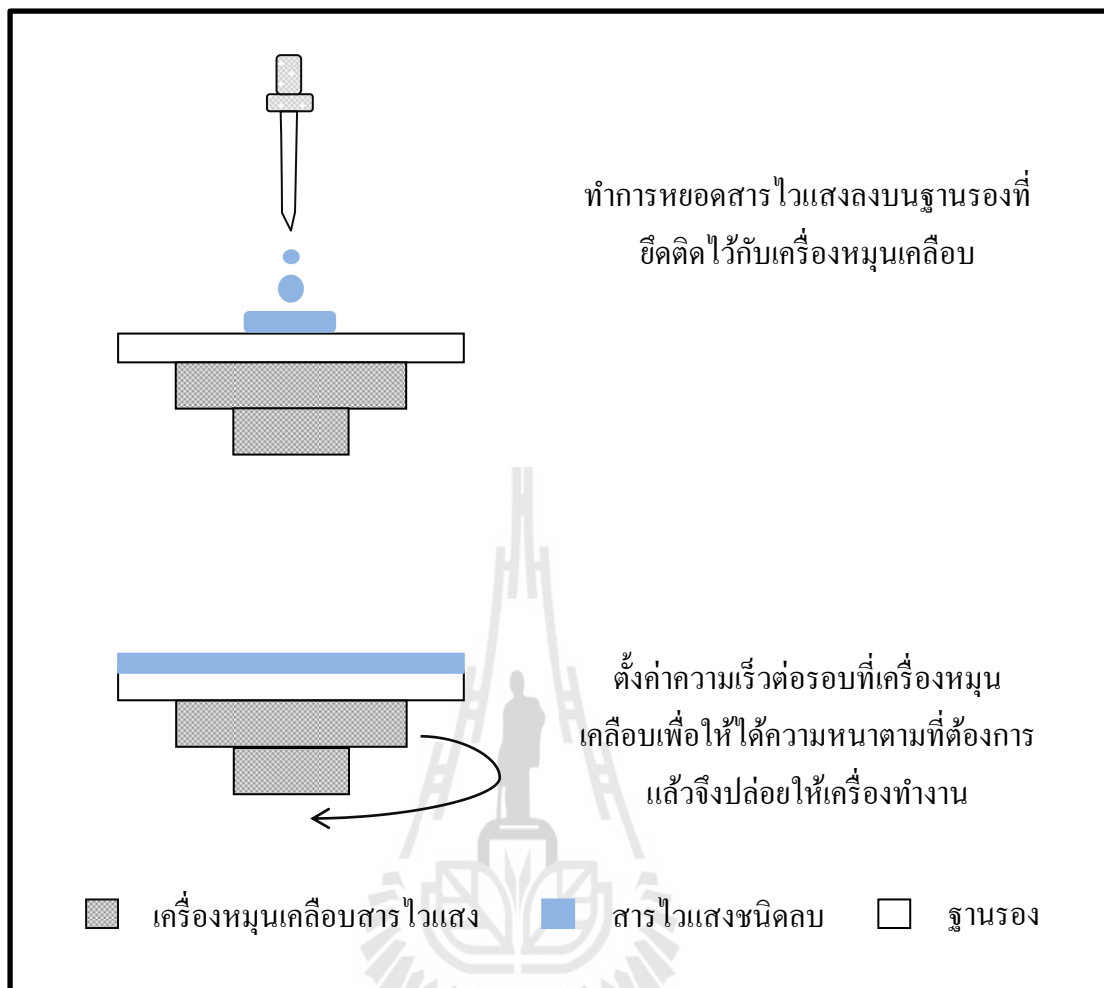 ทำการหยอดสารไวแสงลงบนฐานรองที่
ยึดติดไว้กับเครื่องหมุนเคลือบ
ตั้งค่าความเร็วต่อรอบที่เครื่องหมุน
เคลือบเพื่อให้ได้ความหนาตามที่ต้องการ
แล้วจึงปล่อยให้เครื่องทำงาน
เครื่องหมุนเคลือบสารไวแสง สารไวแสงชนิดลบ ฐานรอง